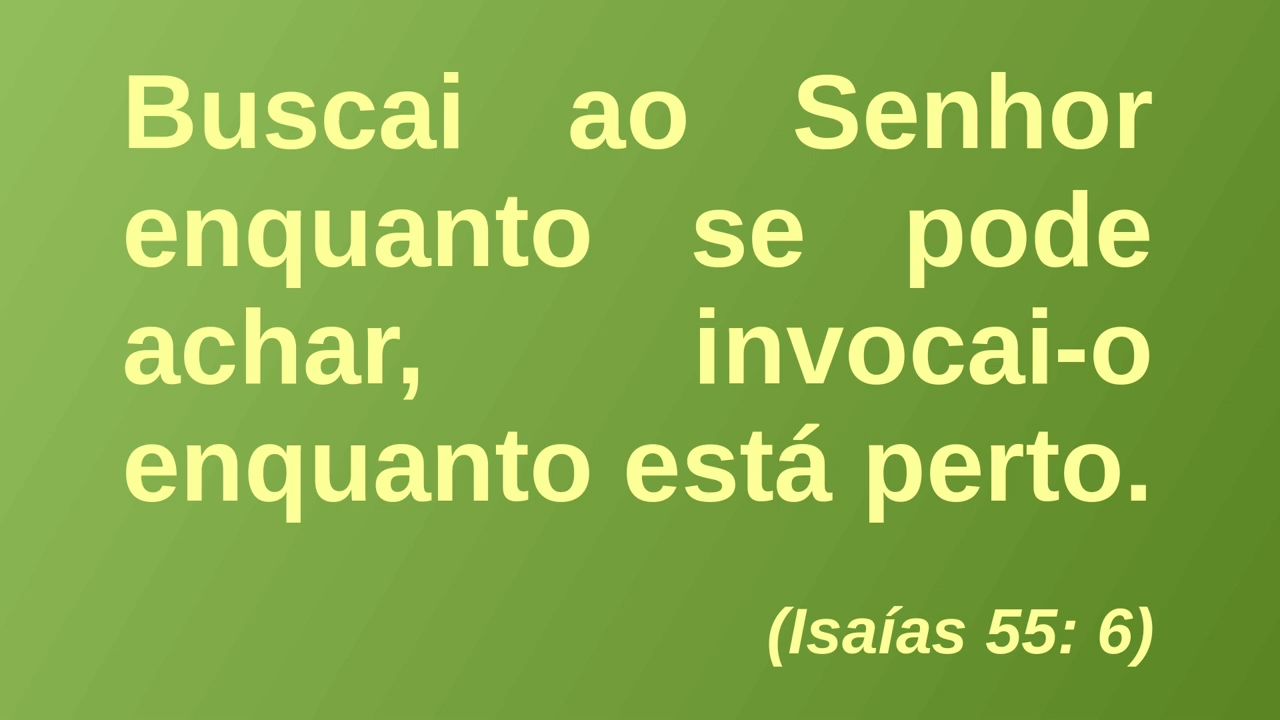 Buscai ao Senhor
enquanto se pode
achar, invocai-o
enquanto está perto.
(Isaías 55: 6)